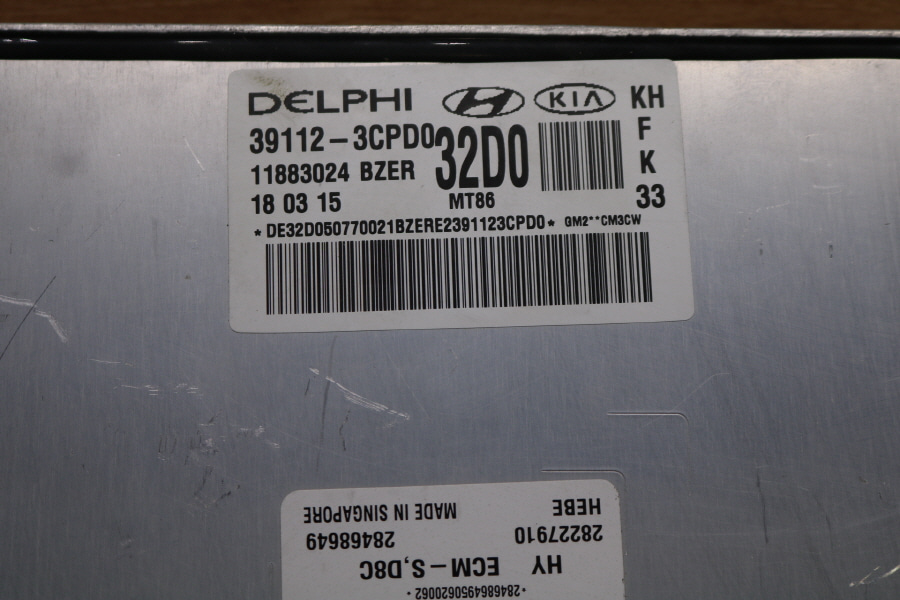 DELPHI H KIA KH
39112-3CPD0 32D0 F
11883024 BZER K
18 03 15 MT86 33
*DE32D050770021BZERE2391123CPD0* GM2**CM3CW
*2846864950620062*
HY ECM-S,D8C
28227910 28468649
HEBE MADE IN SINGAPORE